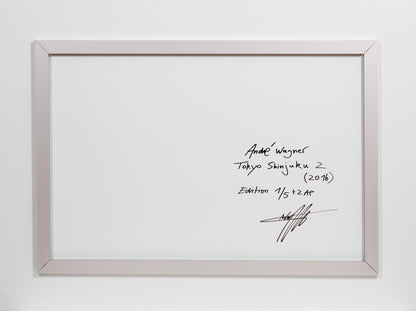 André Wagner
Tokyo Shinjuku 2
(2016)
Edition 1/5 + 2 AP